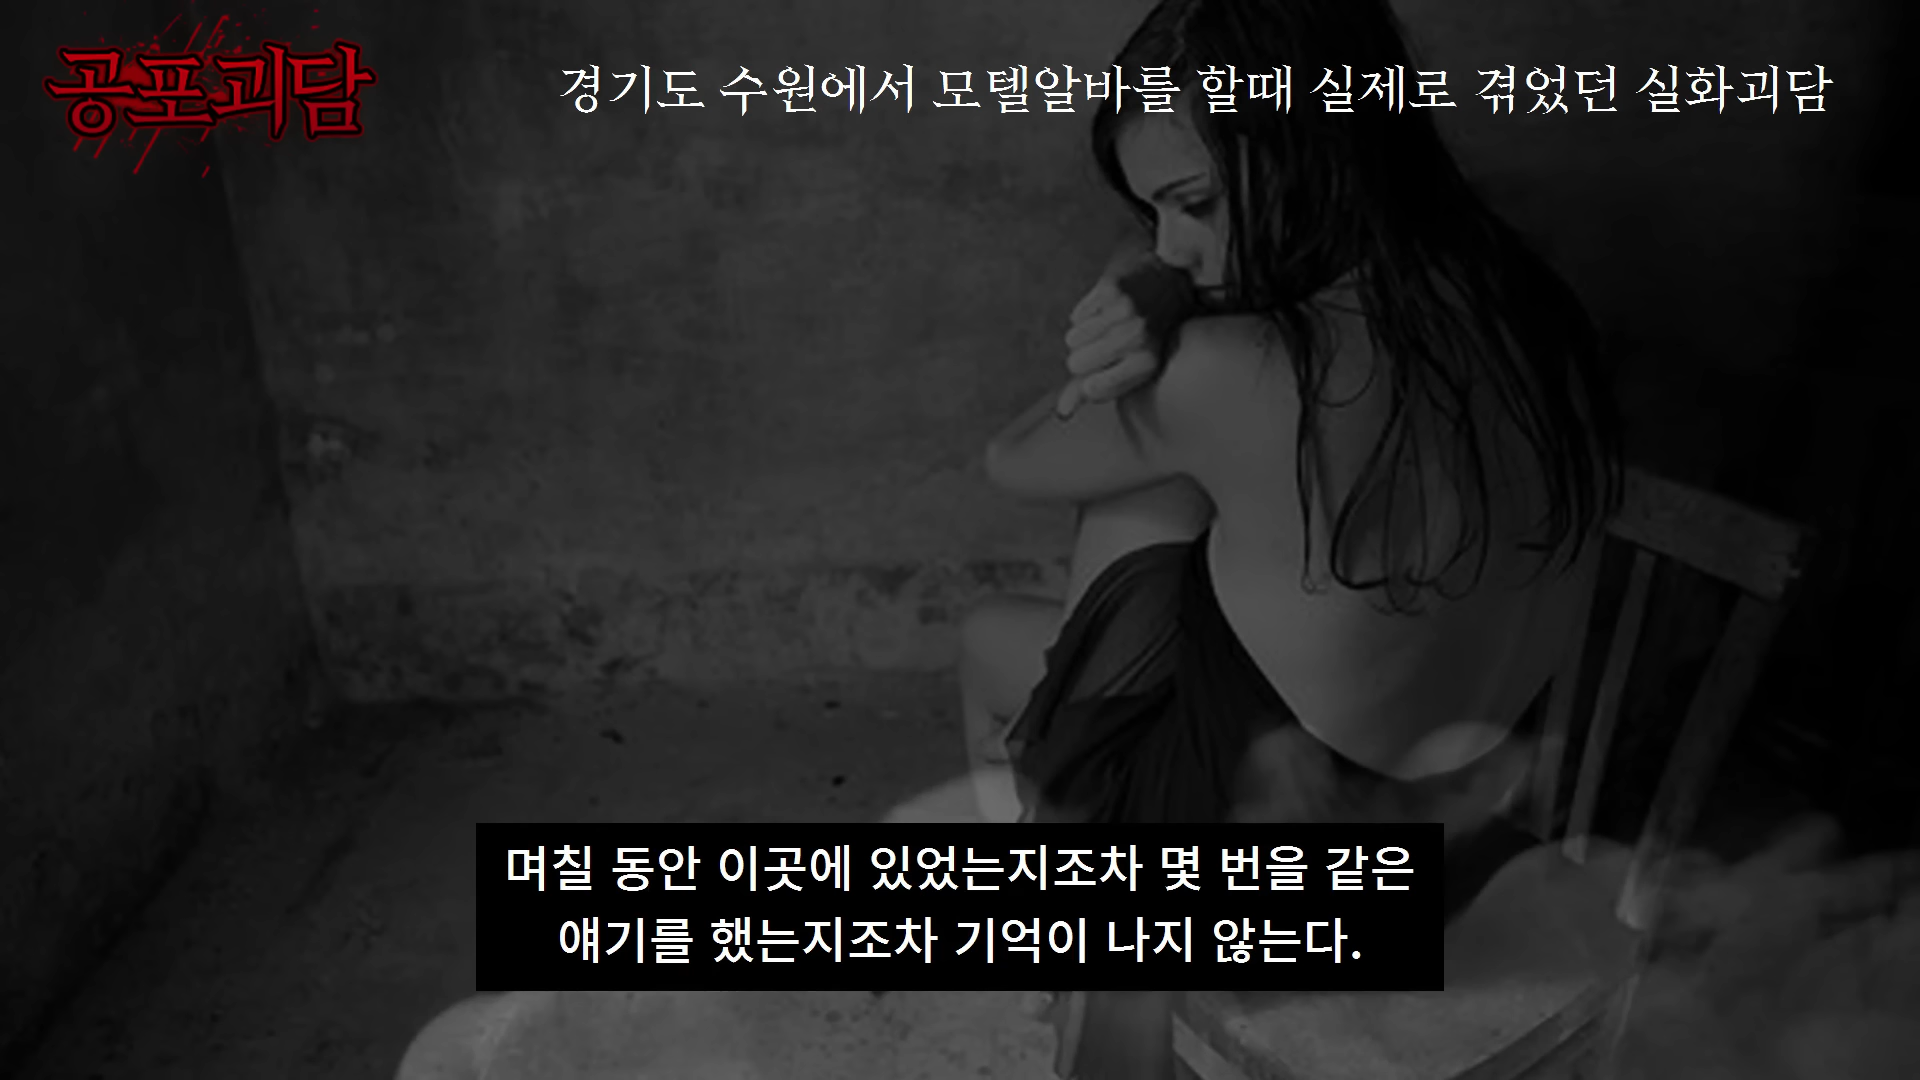 공포괴담
경기도 수원에서 모텔알바를 할때 실제로 겪었던 실화괴담
며칠 동안 이곳에 있었는지조차 몇 번을 같은
얘기를 했는지조차 기억이 나지 않는다.